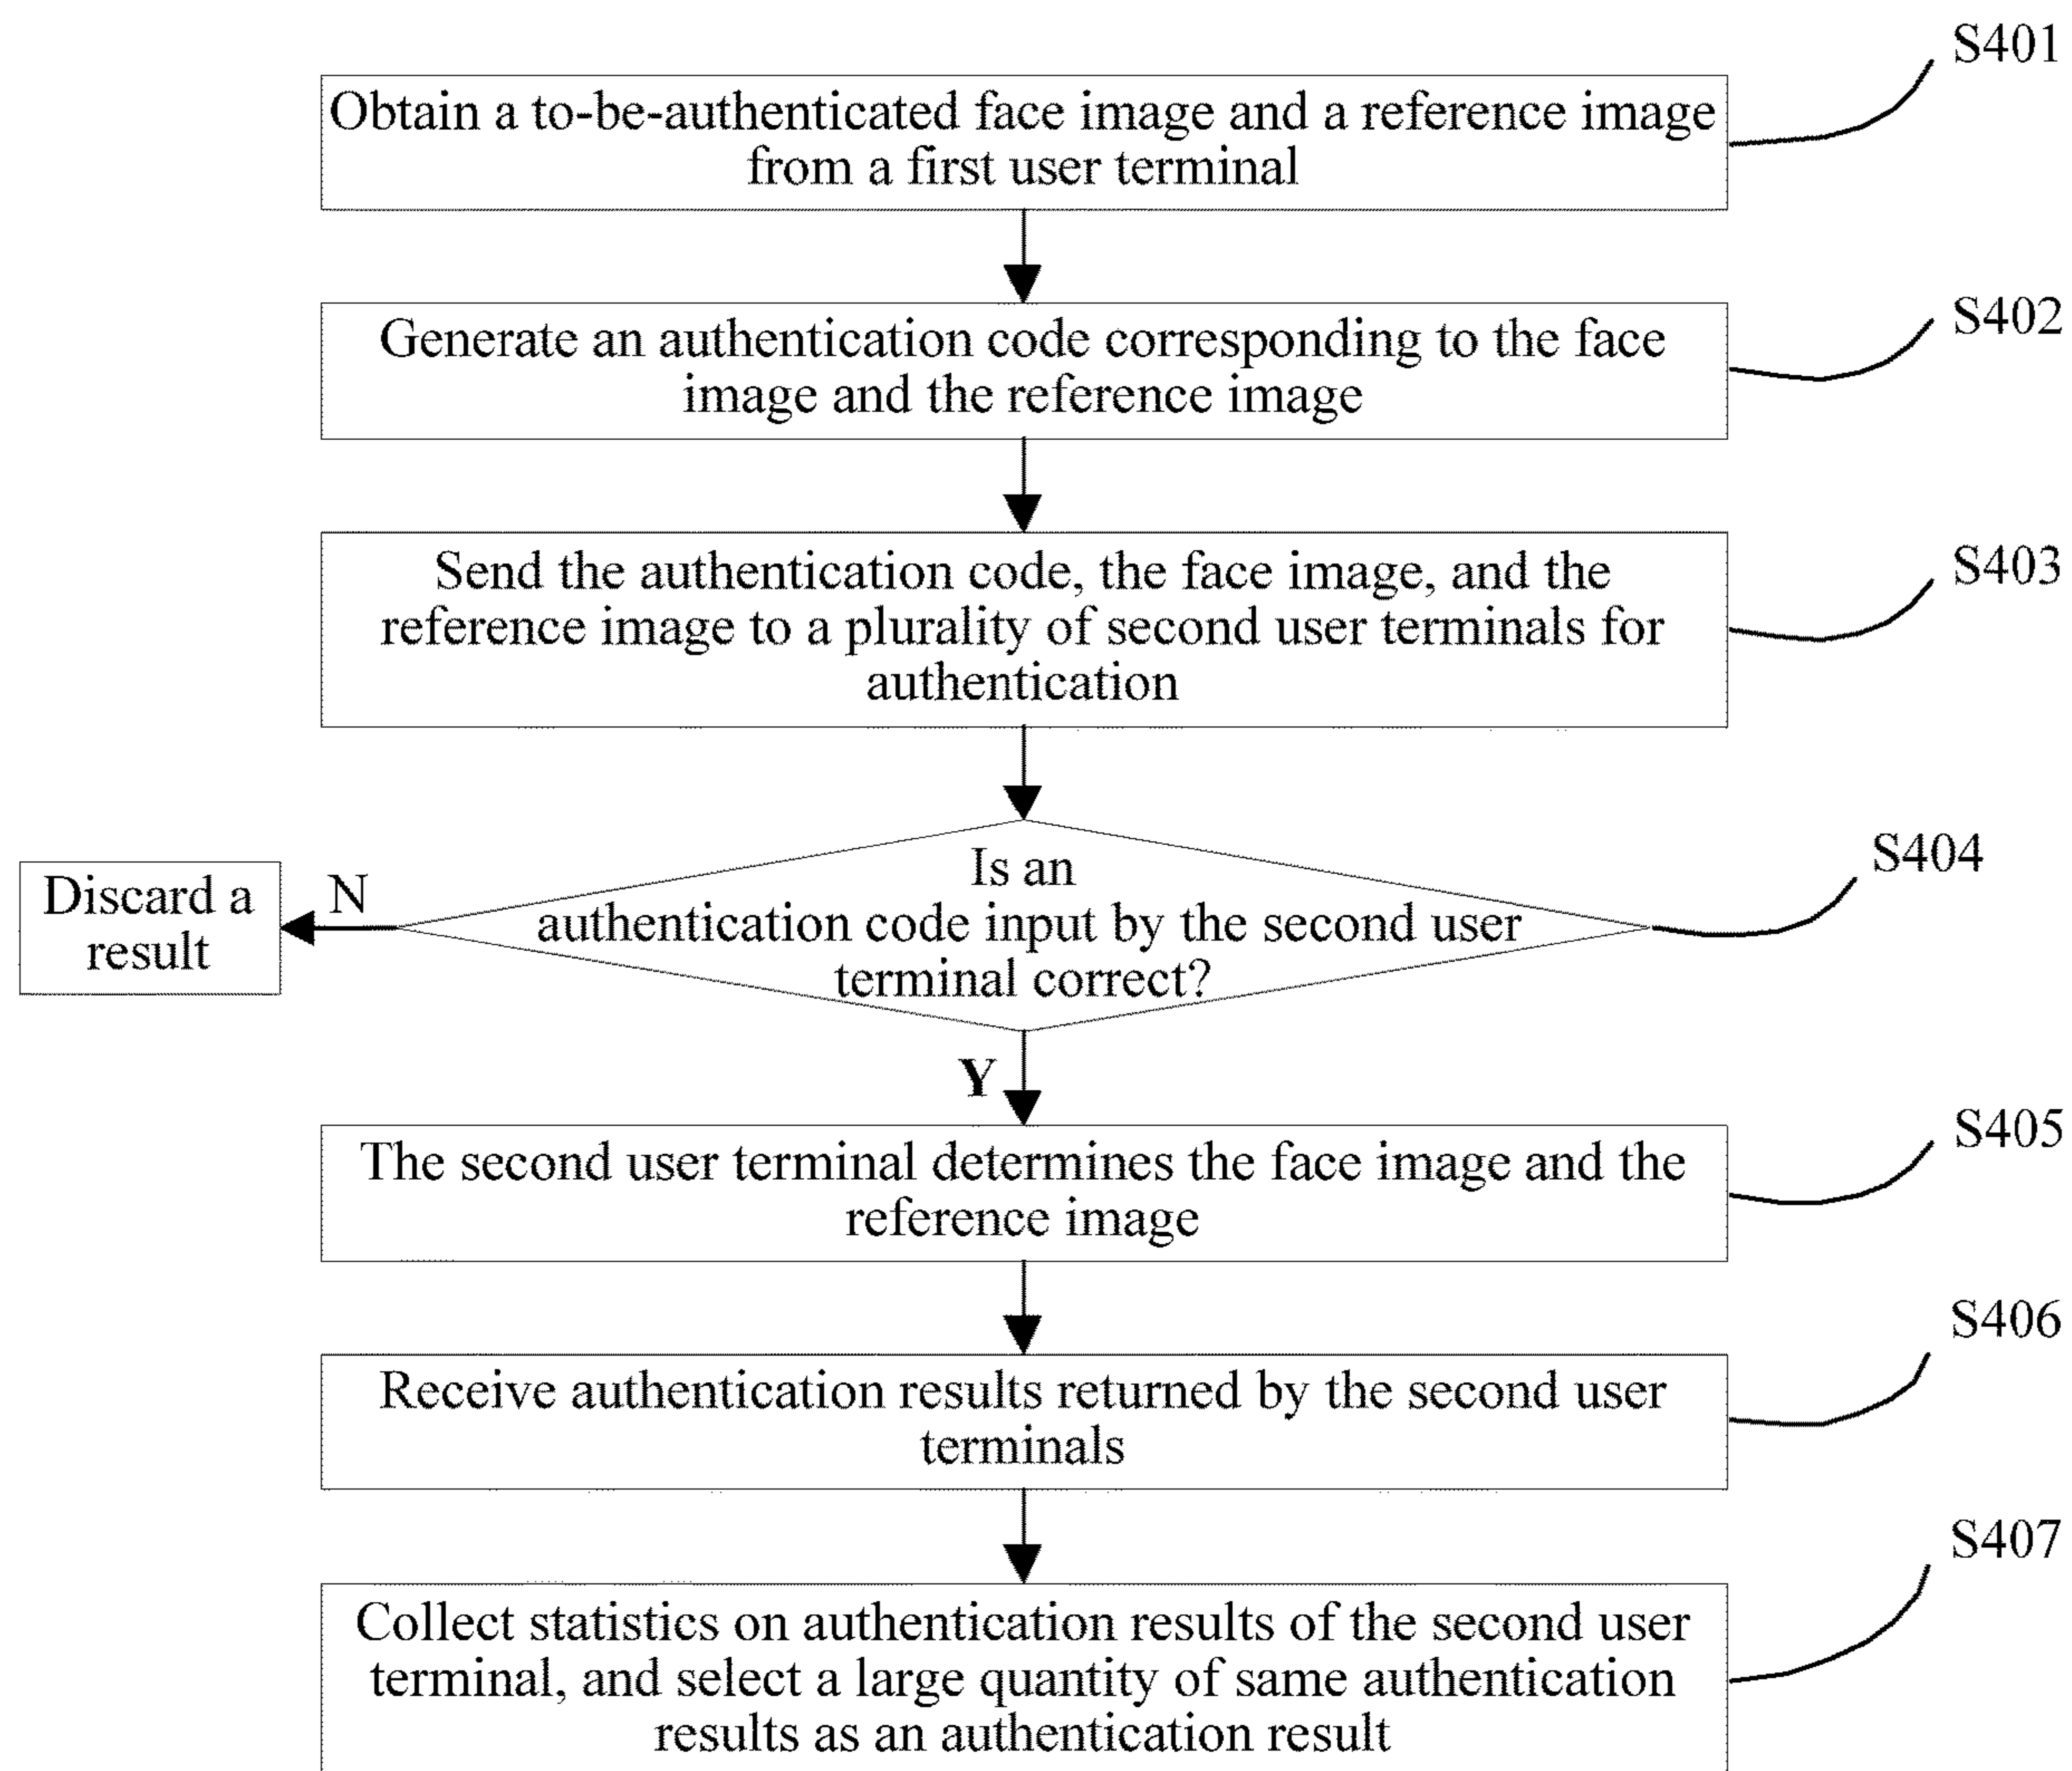 S401
Obtain a to-be-authenticated face image and a reference image
from a first user terminal
S402
Generate an authentication code corresponding to the face
image and the reference image
S403
Send the authentication code, the face image, and the
reference image to a plurality of second user terminals for
authentication
S404
Is an
authentication code input by the second user
terminal correct?
N
Discard a
result
Y
S405
The second user terminal determines the face image and the
reference image
S406
Receive authentication results returned by the second user
terminals
S407
Collect statistics on authentication results of the second user
terminal, and select a large quantity of same authentication
results as an authentication result